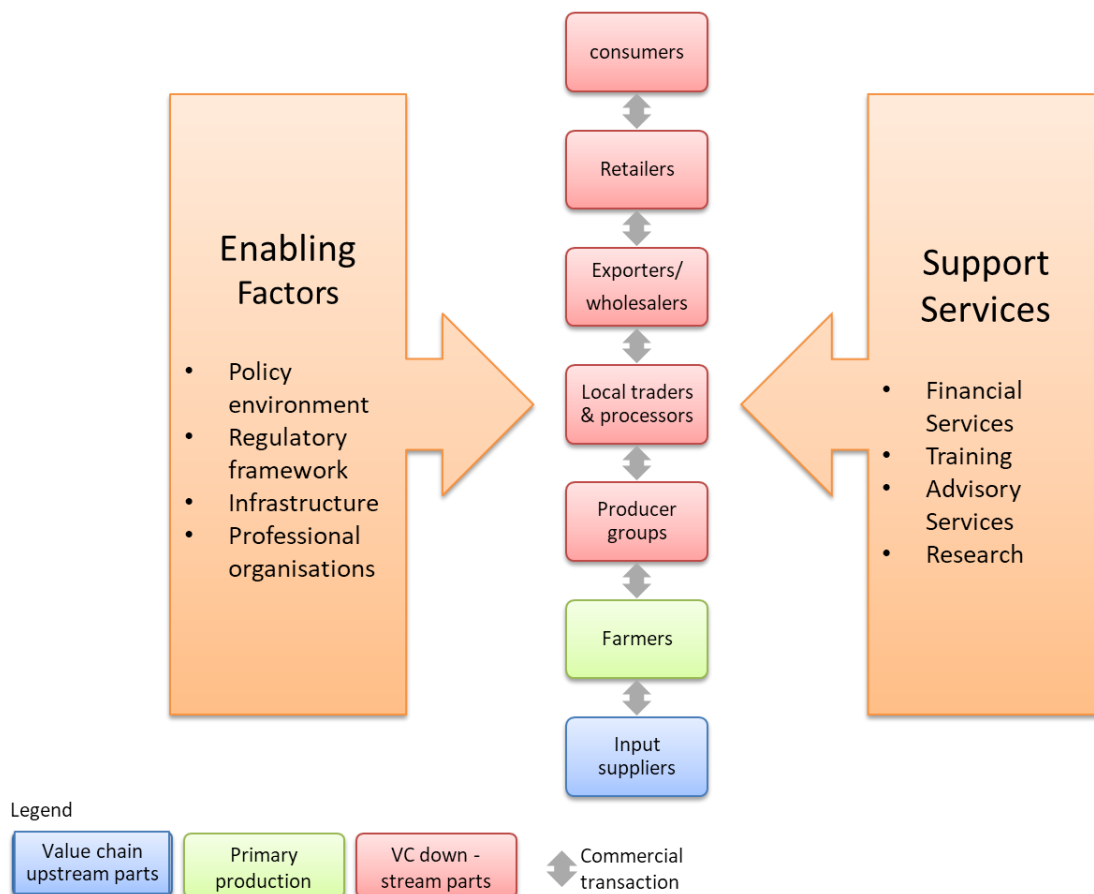 consumers
Retailers
Exporters/
wholesalers
Local traders
& processors
Producer
groups
Farmers
Input
suppliers
Enabling
Factors
• Policy
environment
• Regulatory
framework
• Infrastructure
• Professional
organisations
Support
Services
• Financial
Services
• Training
• Advisory
Services
• Research
Legend
Value chain
upstream parts
Primary
production
VC down -
stream parts
Commercial
transaction